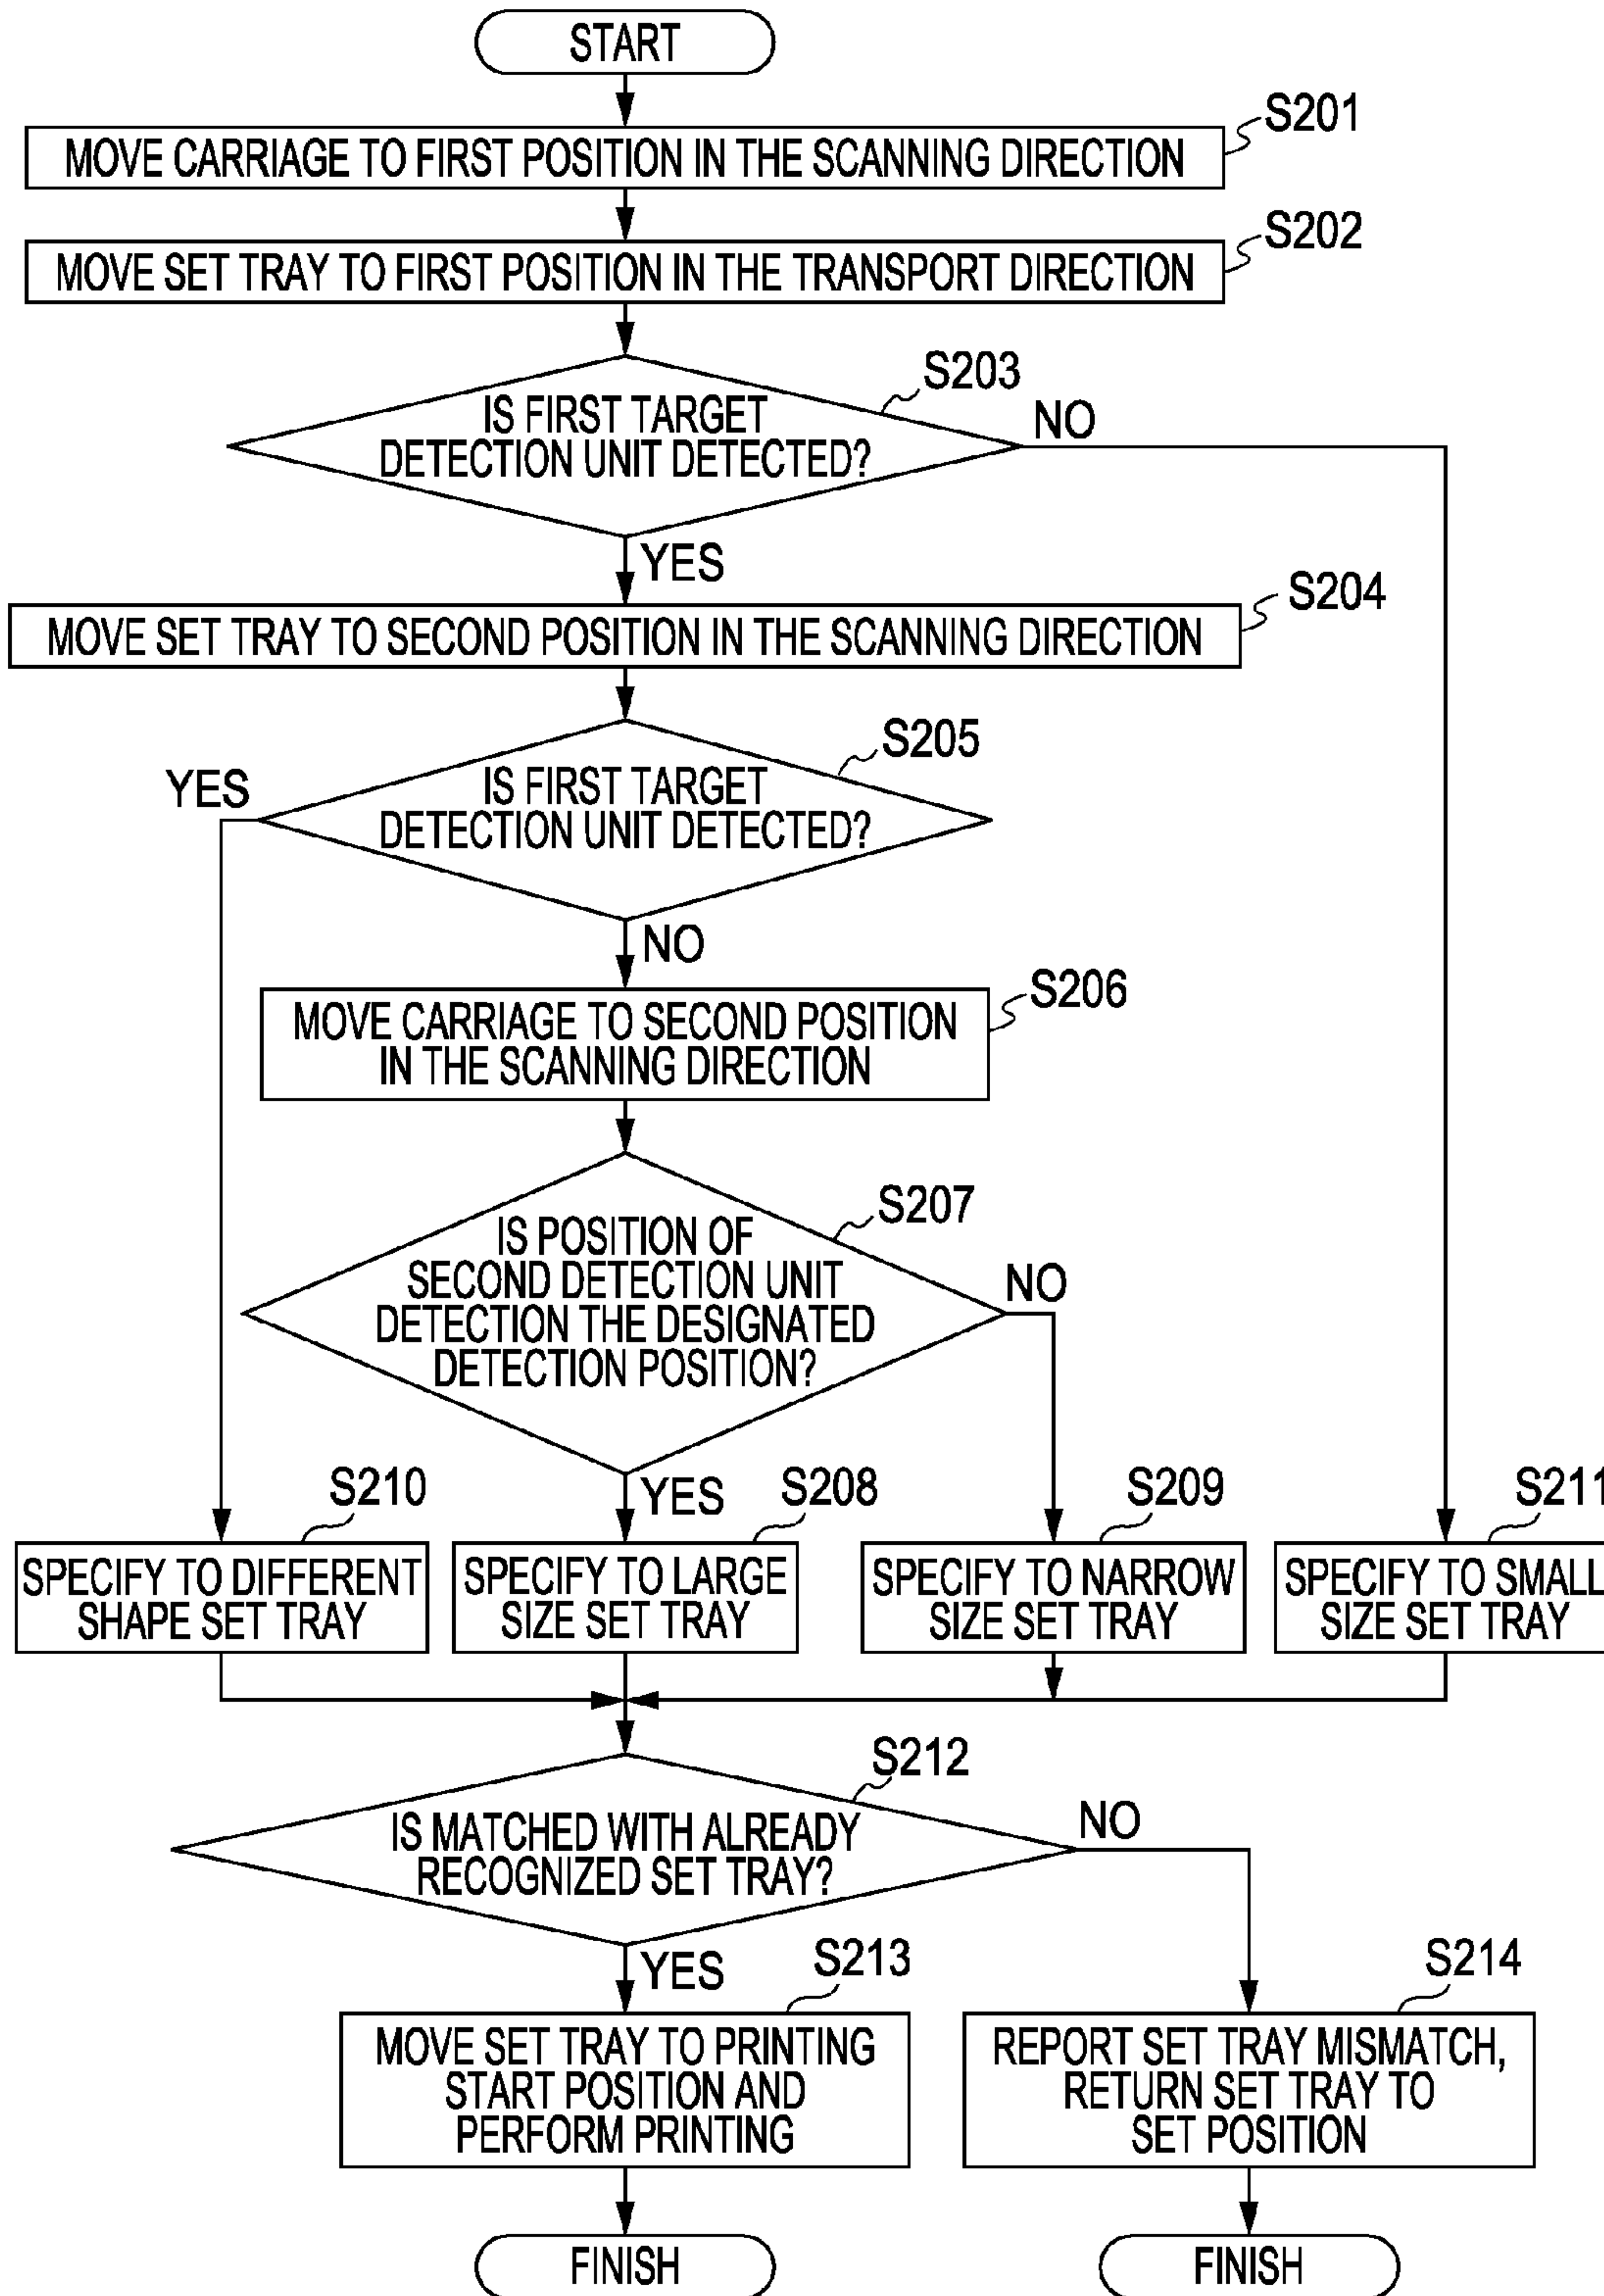 START
S201
MOVE CARRIAGE TO FIRST POSITION IN THE SCANNING DIRECTION
S202
MOVE SET TRAY TO FIRST POSITION IN THE TRANSPORT DIRECTION
S203
IS FIRST TARGET
DETECTION UNIT DETECTED?
NO
YES
S204
MOVE SET TRAY TO SECOND POSITION IN THE SCANNING DIRECTION
S205
YES
IS FIRST TARGET
DETECTION UNIT DETECTED?
NO
S206
MOVE CARRIAGE TO SECOND POSITION
IN THE SCANNING DIRECTION
S207
IS POSITION OF
SECOND DETECTION UNIT
DETECTION THE DESIGNATED
DETECTION POSITION?
NO
YES
S210
S208
S209
S211
SPECIFY TO DIFFERENT
SHAPE SET TRAY
SPECIFY TO LARGE
SIZE SET TRAY
SPECIFY TO NARROW
SIZE SET TRAY
SPECIFY TO SMALL
SIZE SET TRAY
S212
IS MATCHED WITH ALREADY
RECOGNIZED SET TRAY?
NO
YES
S213
S214
MOVE SET TRAY TO PRINTING
START POSITION AND
PERFORM PRINTING
REPORT SET TRAY MISMATCH,
RETURN SET TRAY TO
SET POSITION
FINISH
FINISH